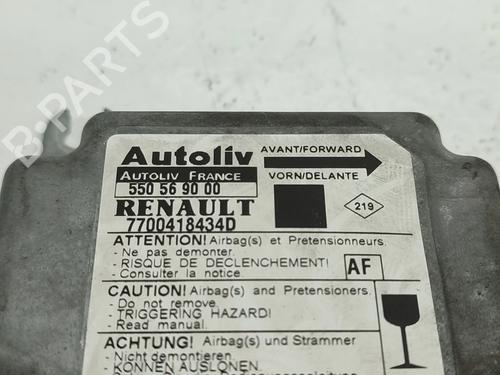 Autoliv
AVANT/FORWARD
AUTOLIV FRANCE
550 56 90 00
VORN/DELANTE
RENAULT
7700418434D
219
ATTENTION! Airbag(s) et Pretensionneurs.
- Ne pas demonter.
- RISQUE DE DECLENCHEMENT!
- Consulter la notice.
AF
CAUTION! Airbag(s) and Pretensioners.
- Do not remove.
- TRIGGERING HAZARD!
- Read manual.
ACHTUNG! Airbag(s) und Strammer
- Nicht demontieren.
- KONNEN AUSLONEN.
B-PARTS